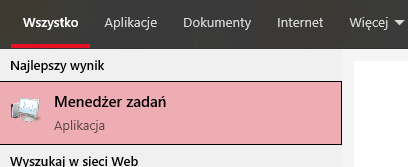 Wszystko Aplikacje Dokumenty Internet Więcej
Najlepszy wynik
Menedżer zadań
Aplikacja
Wyszukaj w sieci Web